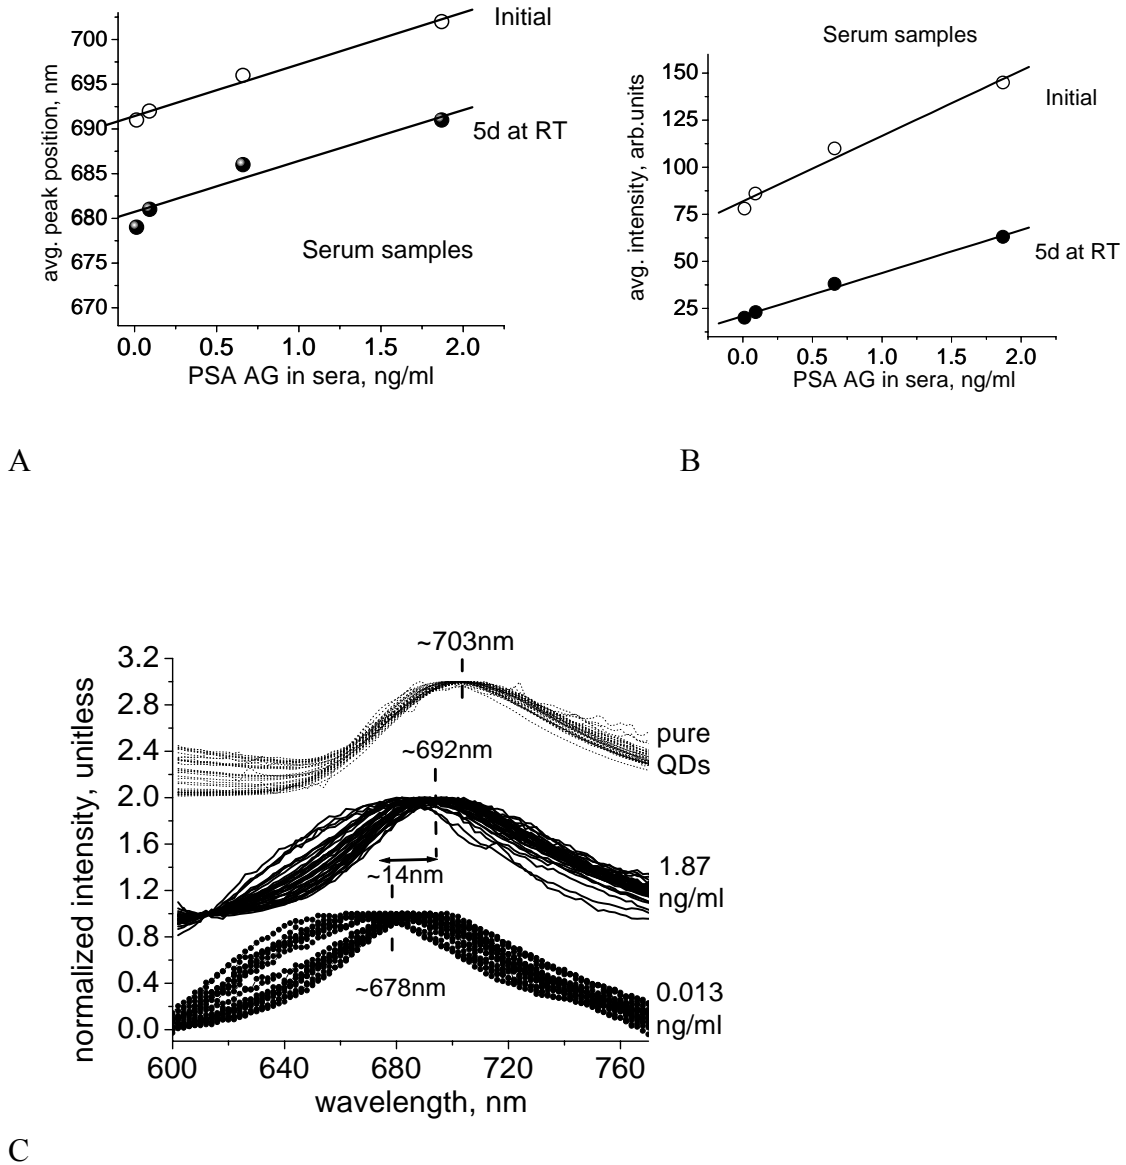 Initial
700
695
690
685
680
675
670
avg. peak position, nm
5d at RT
Serum samples
0.0 0.5 1.0 1.5 2.0
PSA AG in sera, ng/ml
A
Serum samples
150
125
100
75
50
25
avg. intensity, arb.units
Initial
5d at RT
0.0 0.5 1.0 1.5 2.0
PSA AG in sera, ng/ml
B
~703nm
3.2
2.8
2.4
2.0
1.6
1.2
0.8
0.4
0.0
normalized intensity, unitless
pure
QDs
~692nm
~14nm
1.87
ng/ml
~678nm
0.013
ng/ml
600 640 680 720 760
wavelength, nm
C